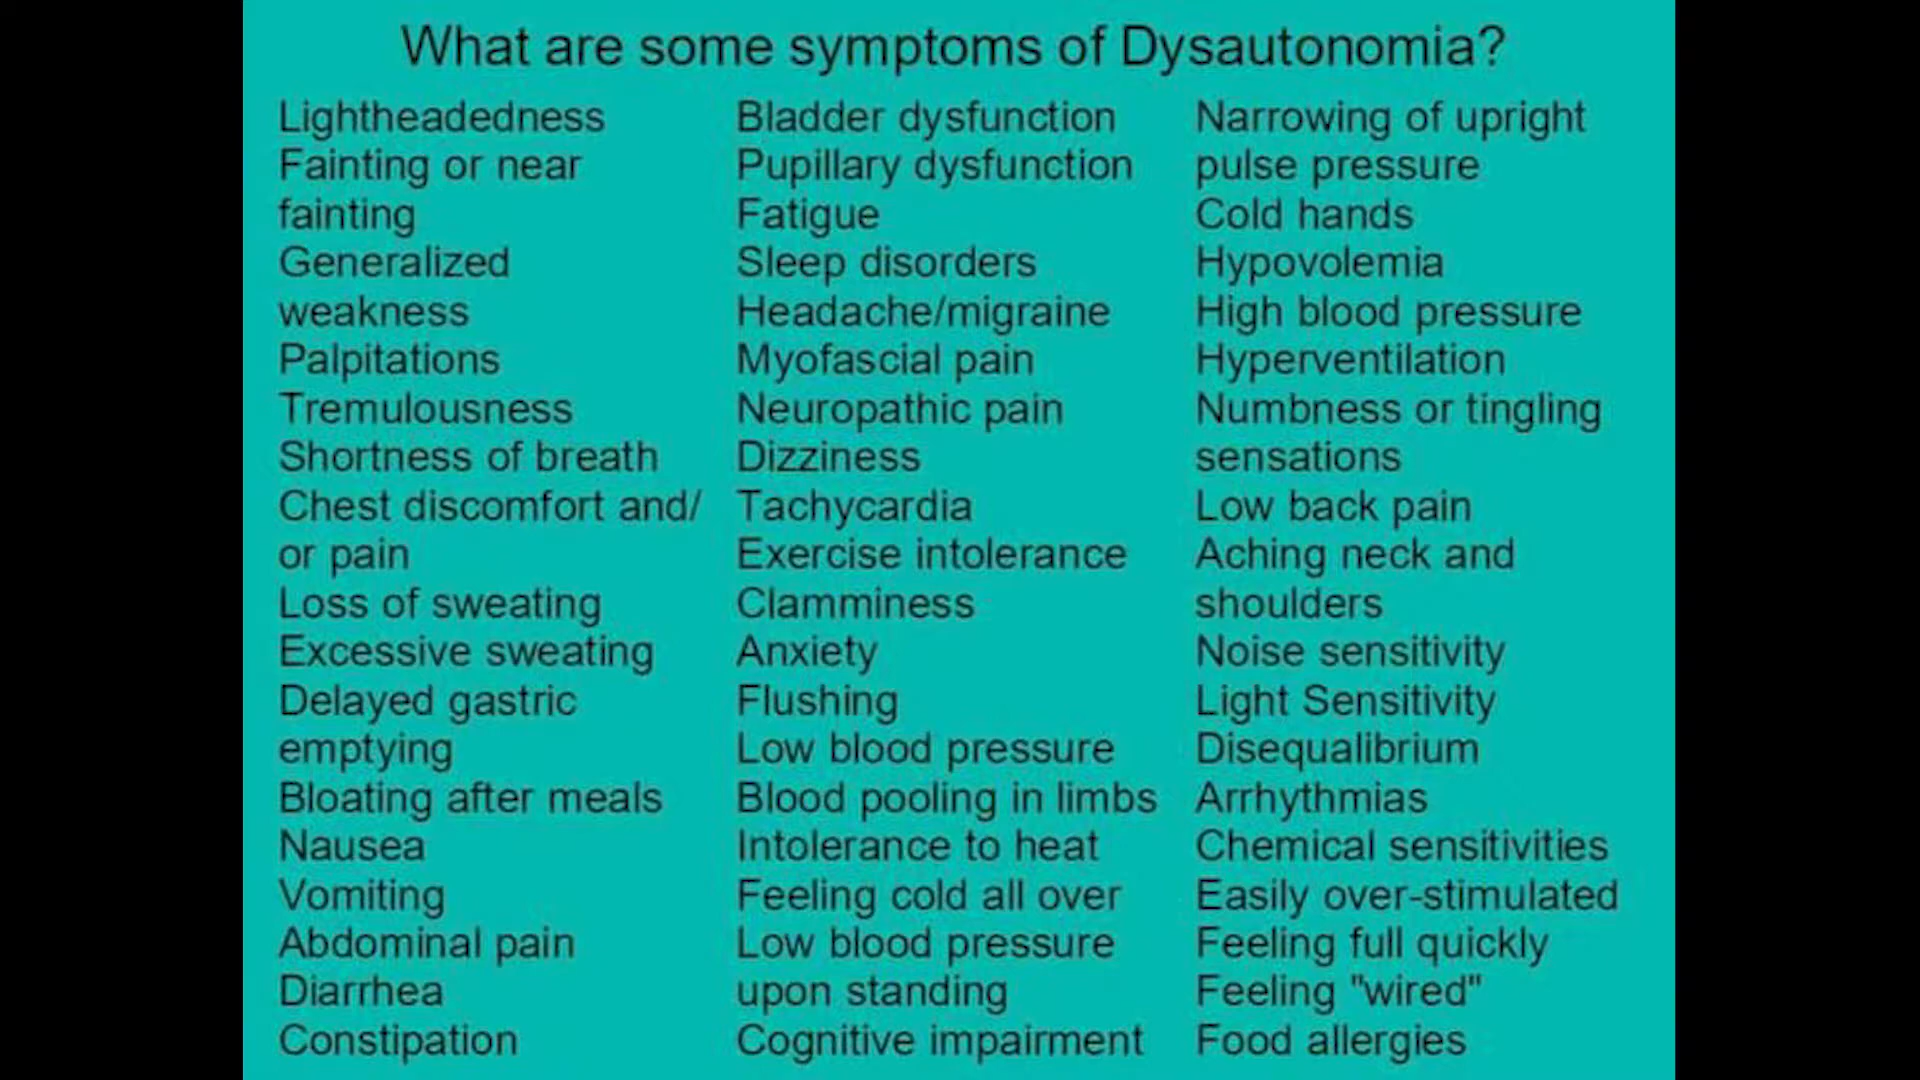 What are some symptoms of Dysautonomia?
Lightheadedness
Fainting or near
fainting
Generalized
weakness
Palpitations
Tremulousness
Shortness of breath
Chest discomfort and/
or pain
Loss of sweating
Excessive sweating
Delayed gastric
emptying
Bloating after meals
Nausea
Vomiting
Abdominal pain
Diarrhea
Constipation
Bladder dysfunction
Pupillary dysfunction
Fatigue
Sleep disorders
Headache/migraine
Myofascial pain
Neuropathic pain
Dizziness
Tachycardia
Exercise intolerance
Clamminess
Anxiety
Flushing
Low blood pressure
Blood pooling in limbs
Intolerance to heat
Feeling cold all over
Low blood pressure
upon standing
Cognitive impairment
Narrowing of upright
pulse pressure
Cold hands
Hypovolemia
High blood pressure
Hyperventilation
Numbness or tingling
sensations
Low back pain
Aching neck and
shoulders
Noise sensitivity
Light Sensitivity
Disequalibrium
Arrhythmias
Chemical sensitivities
Easily over-stimulated
Feeling full quickly
Feeling "wired"
Food allergies